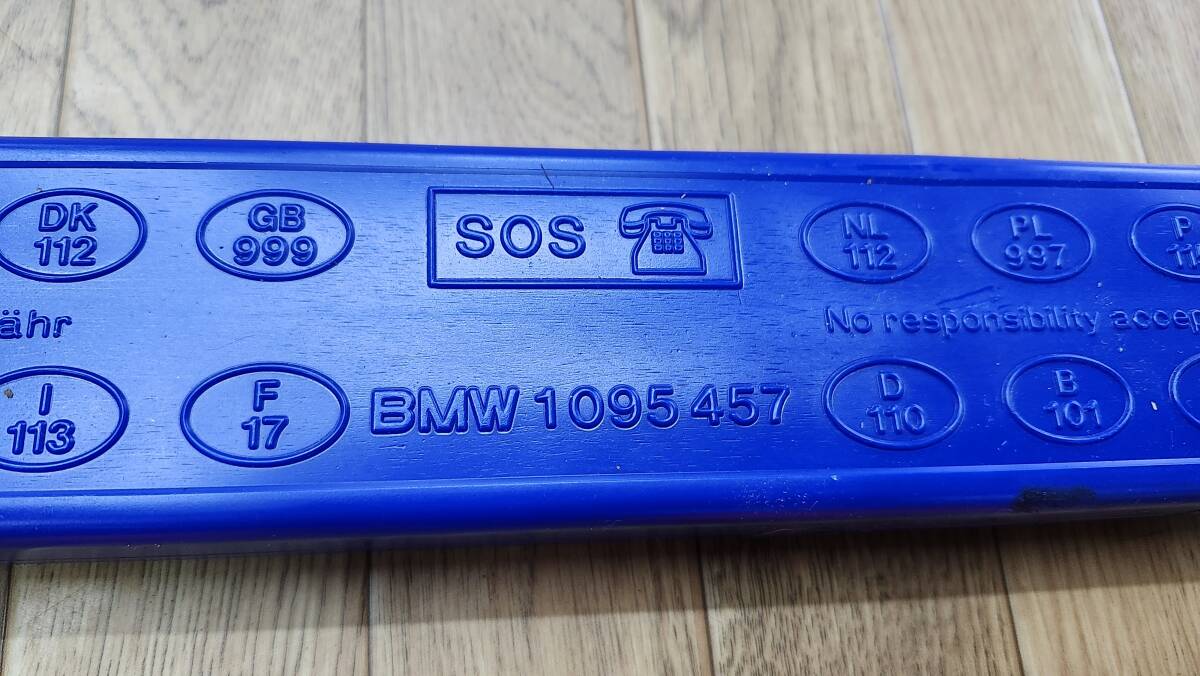 DK
112
GB
999
SOS
NL
112
PL
997
P
ähr
No responsibility
I
113
F
17
BMW 1095 457
D
110
B
101